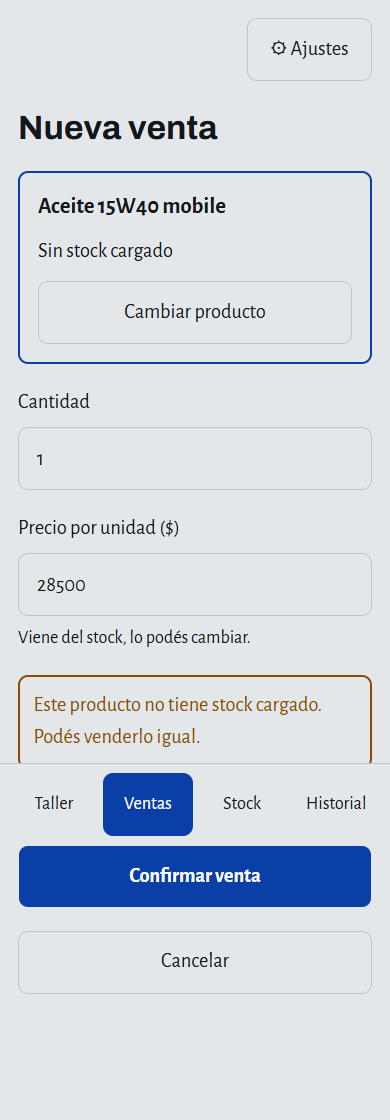 ⚙ Ajustes
Nueva venta
Aceite 15W40 mobile
Sin stock cargado
Cambiar producto
Cantidad
1
Precio por unidad ($)
28500
Viene del stock, lo podés cambiar.
Este producto no tiene stock cargado.
Podés venderlo igual.
Taller Ventas Stock Historial
Confirmar venta
Cancelar